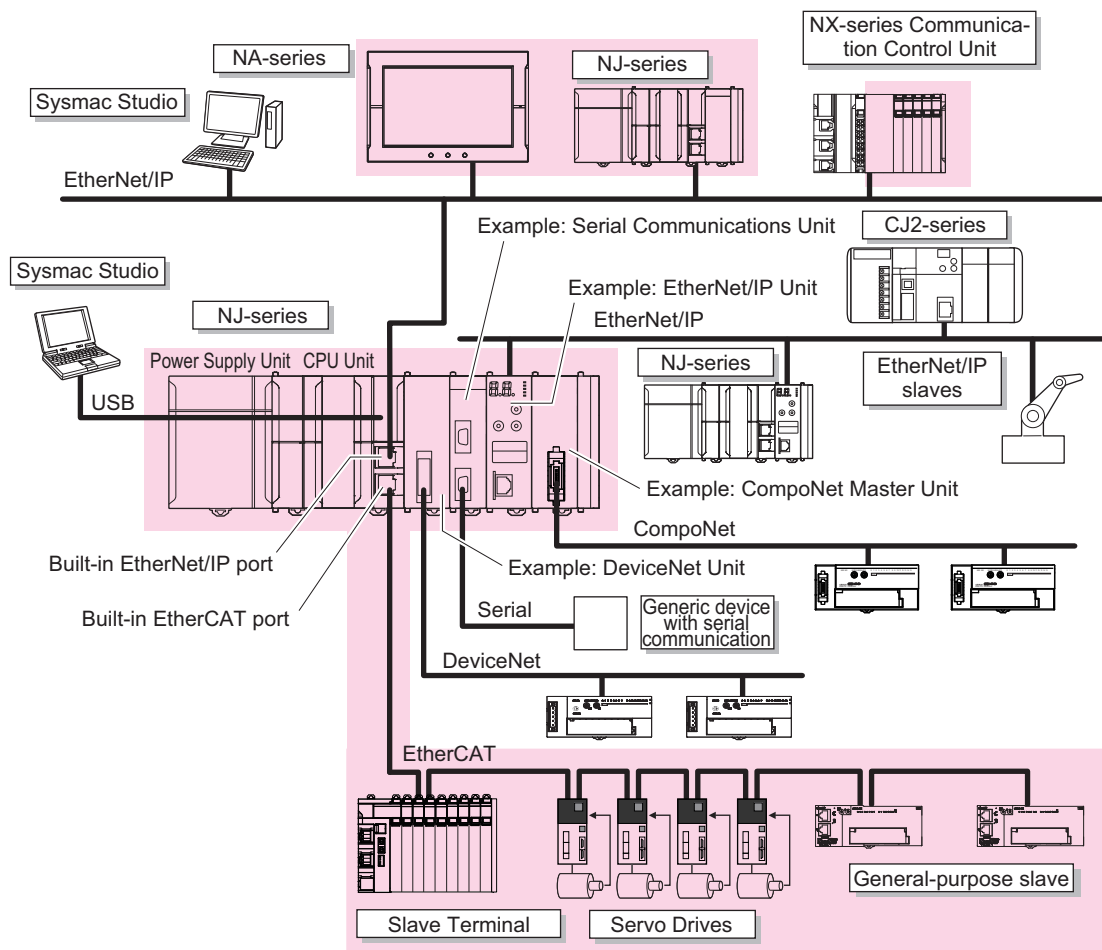 NX-series Communica-
tion Control Unit
NA-series
NJ-series
Sysmac Studio
EtherNet/IP
Example: Serial Communications Unit
CJ2-series
Sysmac Studio
Example: EtherNet/IP Unit
NJ-series
EtherNet/IP
Power Supply Unit
CPU Unit
NJ-series
EtherNet/IP
slaves
USB
Example: CompoNet Master Unit
CompoNet
Built-in EtherNet/IP port
Example: DeviceNet Unit
Built-in EtherCAT port
Serial
Generic device
with serial
communication
DeviceNet
EtherCAT
General-purpose slave
Slave Terminal
Servo Drives